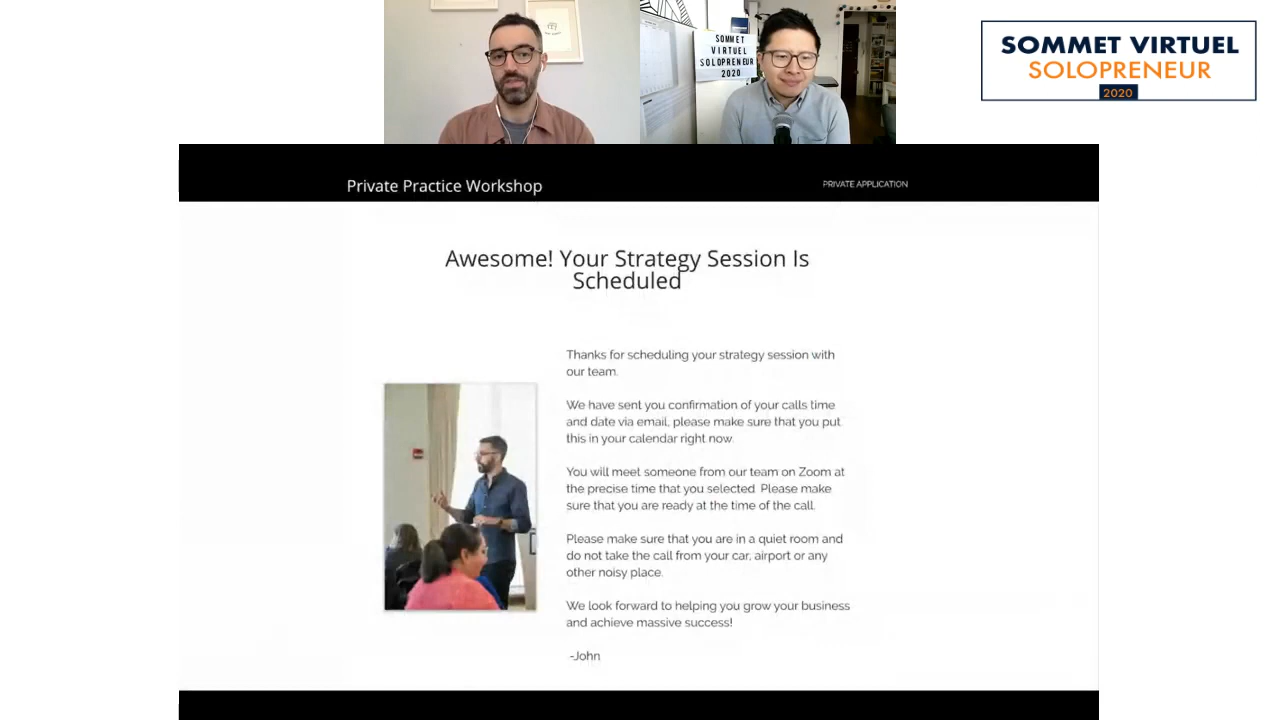 SOMMET
VIRTUEL
SOLOPRENEUR
2020
SOMMET VIRTUEL
SOLOPRENEUR
2020
Private Practice Workshop
PRIVATE APPLICATION
Awesome! Your Strategy Session Is
Scheduled
Thanks for scheduling your strategy session with
our team.
We have sent you confirmation of your calls time
and date via email, please make sure that you put
this in your calendar right now.
You will meet someone from our team on Zoom at
the precise time that you selected. Please make
sure that you are ready at the time of the call.
Please make sure that you are in a quiet room and
do not take the call from your car, airport or any
other noisy place.
We look forward to helping you grow your business
and achieve massive success!
-John